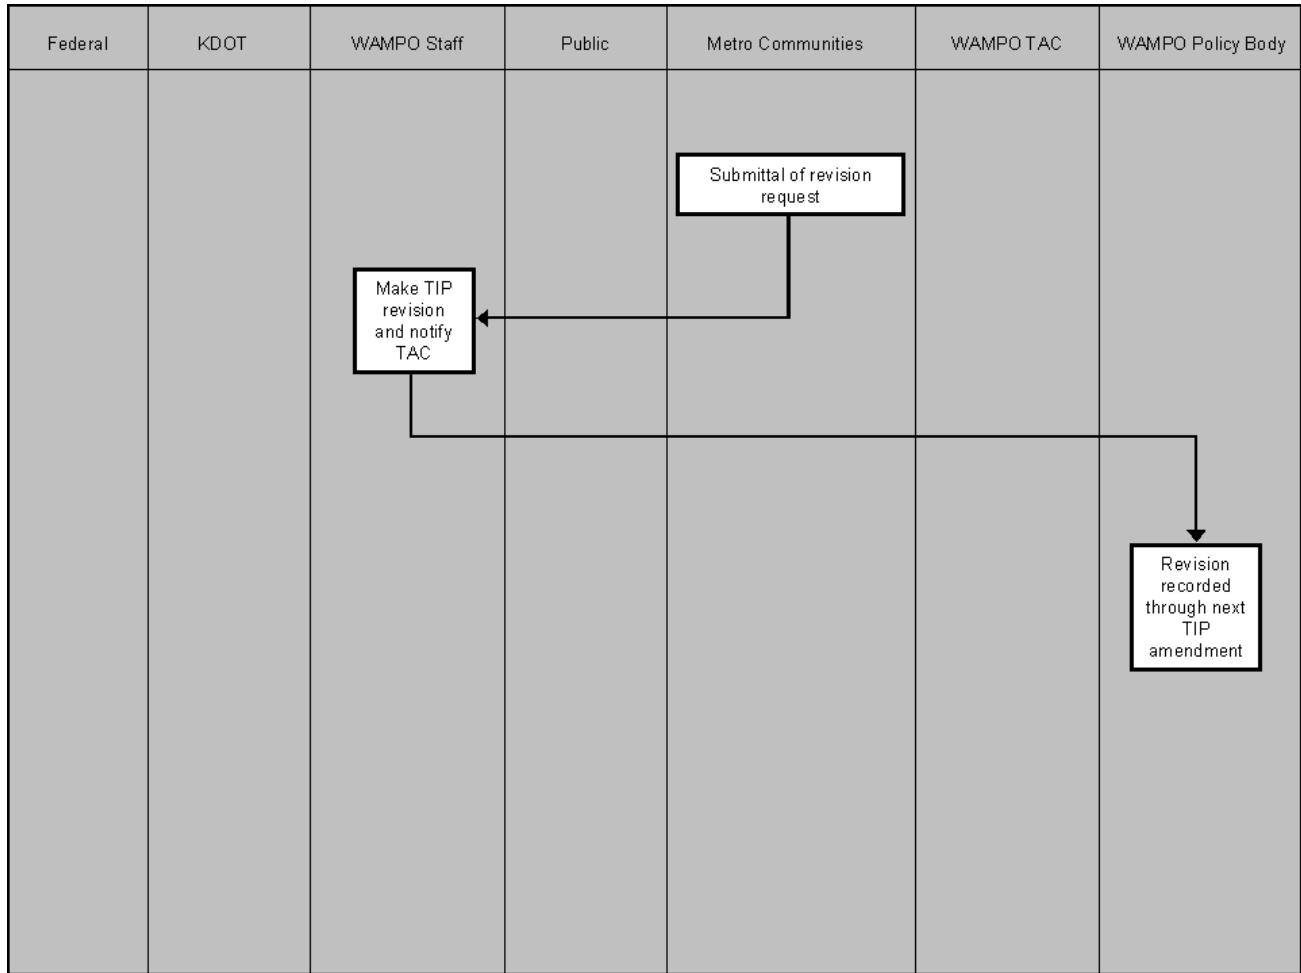 Federal
KDOT
WAMPO Staff
Public
Metro Communities
WAMPO TAC
WAMPO Policy Body
Submittal of revision
request
Make TIP
revision
and notify
TAC
Revision
recorded
through next
TIP
amendment